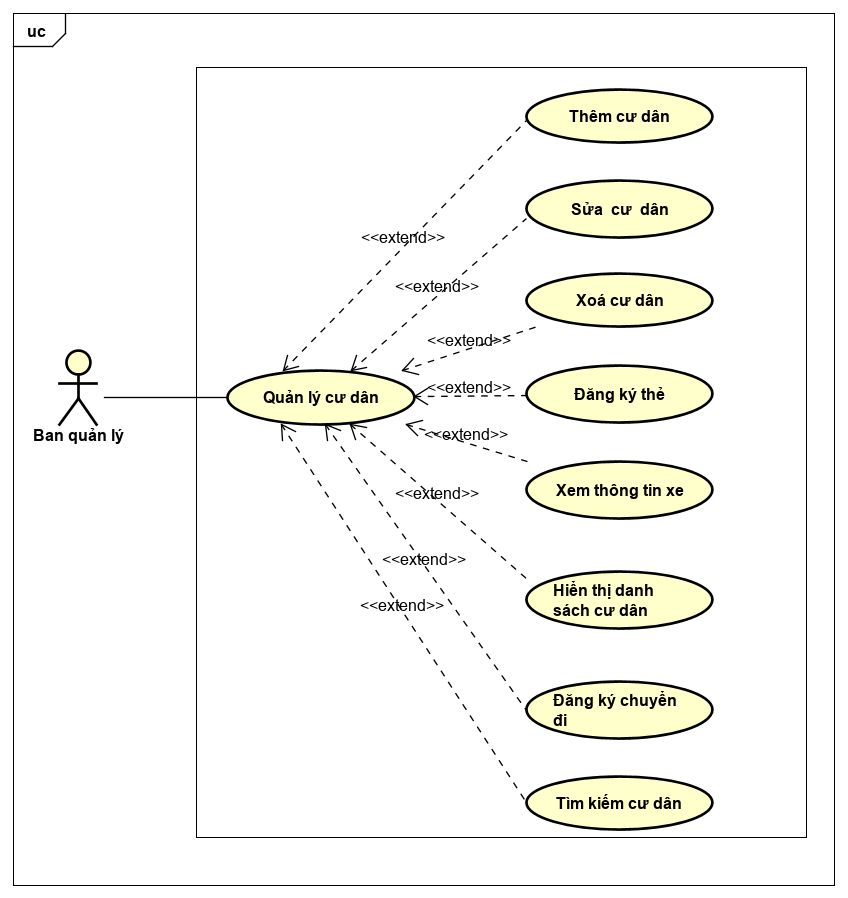 uc
Thêm cư dân
Sửa  cư  dân
<<extend>>
<<extend>>
Xoá cư dân
<<extend>>
<<extend>>
Đăng ký thẻ
Quản lý cư dân
Ban quản lý
<<extend>>
Xem thông tin xe
<<extend>>
<<extend>>
Hiển thị danh
sách cư dân
<<extend>>
Đăng ký chuyển
đi
Tìm kiếm cư dân